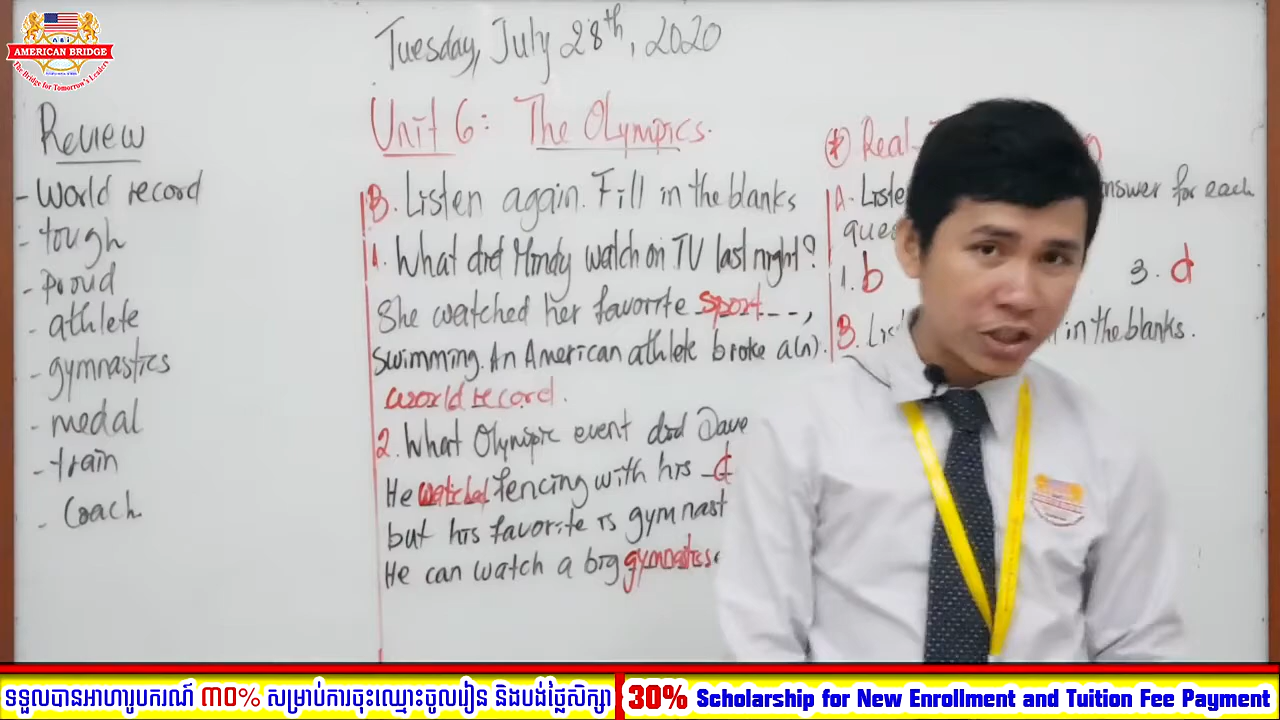 AMERICAN BRIDGE
The Bridge for Tomorrow's Leaders
Tuesday, July 28th, 2020
Review
- World record
- tough
- Proud
- athlete
- gymnastics
- medal
- train
- Coach
Unit 6: The Olympics.
B. Listen again. Fill in the blanks
1. What did Mindy watch on TV last night?
She watched her favorite sport...,
swimming. An American athlete broke a(n).
world record.
2. What Olympic event did Dave
He watched fencing with his d
but his favorite is gymnast
He can watch a big gymnastics
Real-
A. Liste answer for each
ques
1. b 3. d
B. Lis in the blanks.
ទទួលបានអាហារូបករណ៍ ៣០% សម្រាប់ការចុះឈ្មោះចូលរៀន និងបង់ថ្លៃសិក្សា
30% Scholarship for New Enrollment and Tuition Fee Payment